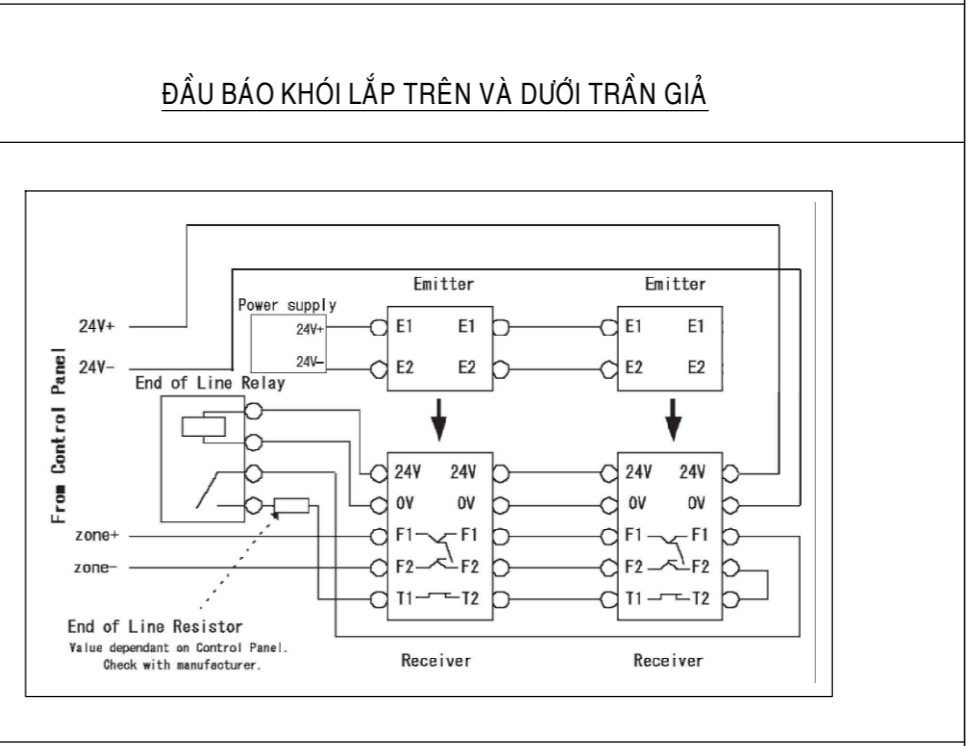 ĐẦU BÁO KHÓI LẮP TRÊN VÀ DƯỚI TRẦN GIẢ
From Control Panel
24V+
24V-
Power supply
24V+
24V-
Emitter
E1 E1
E2 E2
Emitter
E1 E1
E2 E2
End of Line Relay
24V 24V
0V 0V
F1 F1
F2 F2
T1 T2
Receiver
24V 24V
0V 0V
F1 F1
F2 F2
T1 T2
Receiver
zone+
zone-
End of Line Resistor
Value dependant on Control Panel.
Check with manufacturer.